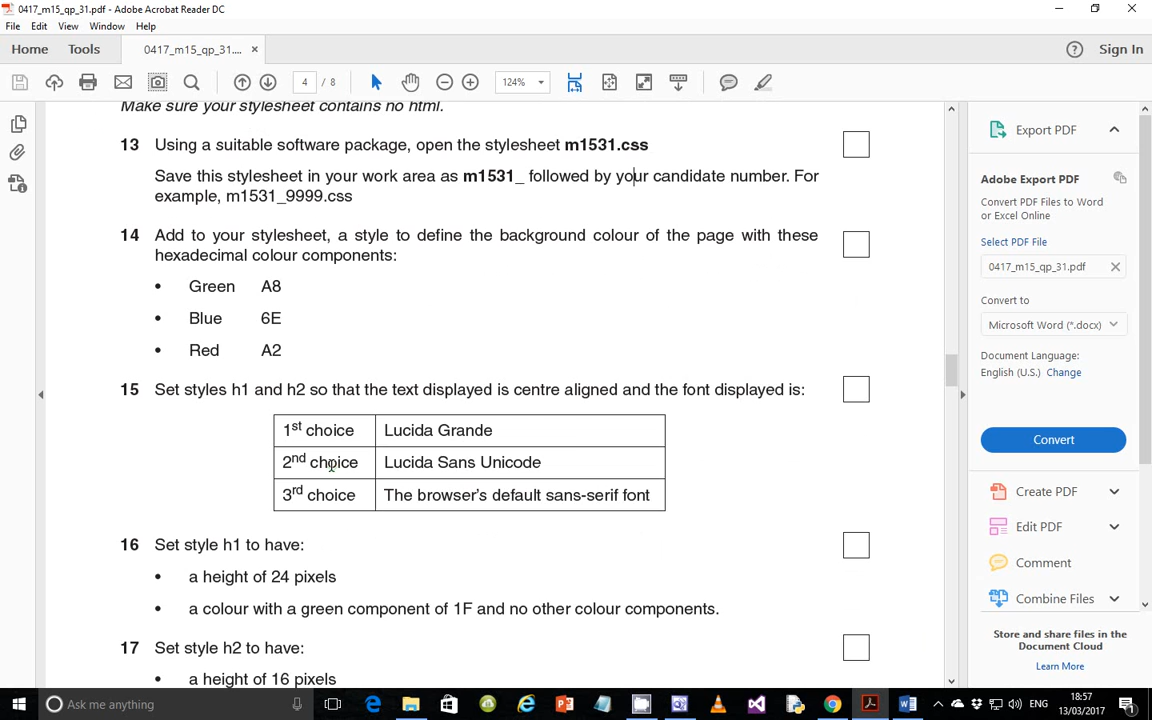 0417_m15_qp_31.pdf - Adobe Acrobat Reader DC
File Edit View Window Help
Home Tools 0417_m15_qp_31.... × Sign In
4 / 8 124%
Make sure your stylesheet contains no html.
13 Using a suitable software package, open the stylesheet m1531.css
Save this stylesheet in your work area as m1531_ followed by your candidate number. For
example, m1531_9999.css
14 Add to your stylesheet, a style to define the background colour of the page with these
hexadecimal colour components:
• Green A8
• Blue 6E
• Red A2
15 Set styles h1 and h2 so that the text displayed is centre aligned and the font displayed is:
1st choice Lucida Grande
2nd choice Lucida Sans Unicode
3rd choice The browser's default sans-serif font
16 Set style h1 to have:
• a height of 24 pixels
• a colour with a green component of 1F and no other colour components.
17 Set style h2 to have:
• a height of 16 pixels
Export PDF
Adobe Export PDF
Convert PDF Files to Word
or Excel Online
Select PDF File
0417_m15_qp_31.pdf
Convert to
Microsoft Word (*.docx)
Document Language:
English (U.S.) Change
Convert
Create PDF
Edit PDF
Comment
Combine Files
Store and share files in the
Document Cloud
Learn More
Ask me anything
ENG
18:57
13/03/2017